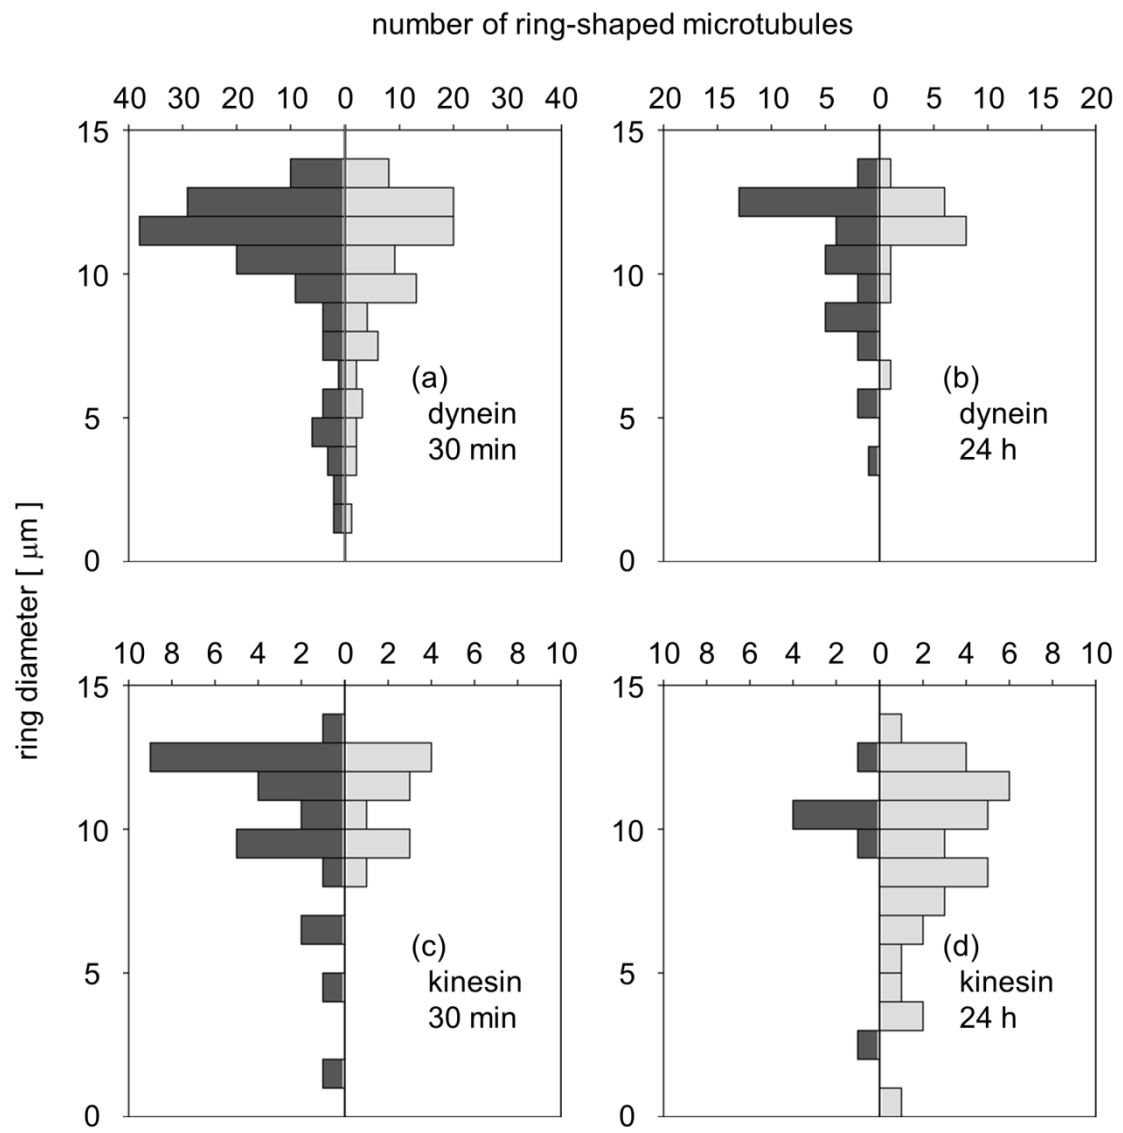 number of ring-shaped microtubules
40 30 20 10 0 10 20 30 40
20 15 10 5 0 5 10 15 20
15
10
5
0
(a)
dynein
30 min
15
10
5
0
(b)
dynein
24 h
ring diameter [ μm ]
10 8 6 4 2 0 2 4 6 8 10
10 8 6 4 2 0 2 4 6 8 10
15
10
5
0
(c)
kinesin
30 min
15
10
5
0
(d)
kinesin
24 h